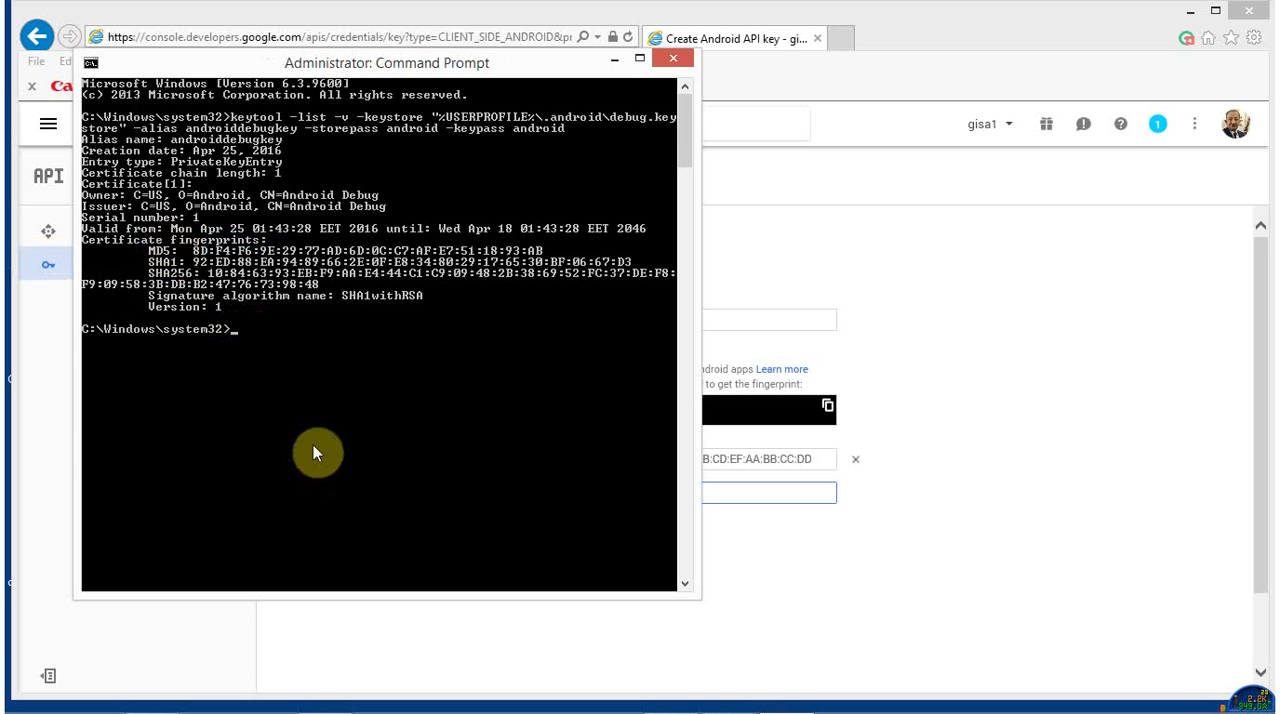 https://console.developers.google.com/apis/credentials/key?type=CLIENT_SIDE_ANDROID&pr
Create Android API key - gi...
File Ed
x Ca
Administrator: Command Prompt
Microsoft Windows [Version 6.3.9600]
(c) 2013 Microsoft Corporation. All rights reserved.
C:\Windows\system32>keytool -list -v -keystore "%USERPROFILE%\.android\debug.key
store" -alias androiddebugkey -storepass android -keypass android
Alias name: androiddebugkey
Creation date: Apr 25, 2016
Entry type: PrivateKeyEntry
Certificate chain length: 1
Certificate[1]:
Owner: C=US, O=Android, CN=Android Debug
Issuer: C=US, O=Android, CN=Android Debug
Serial number: 1
Valid from: Mon Apr 25 01:43:28 EET 2016 until: Wed Apr 18 01:43:28 EET 2046
Certificate fingerprints:
MD5: 8D:F4:F6:9E:29:77:AD:6D:0C:C7:AF:E7:51:18:93:AB
SHA1: 92:ED:88:EA:94:89:66:2E:0F:E8:34:80:29:17:65:30:BF:06:67:D3
SHA256: 10:84:63:93:EB:F9:AA:E4:44:C1:C9:09:48:2B:38:69:52:FC:37:DE:F8:
F9:09:58:3B:DB:B2:47:76:73:98:48
Signature algorithm name: SHA1withRSA
Version: 1
C:\Windows\system32>_
API
gisa1
1
ndroid apps Learn more
f to get the fingerprint:
B:CD:EF:AA:BB:CC:DD